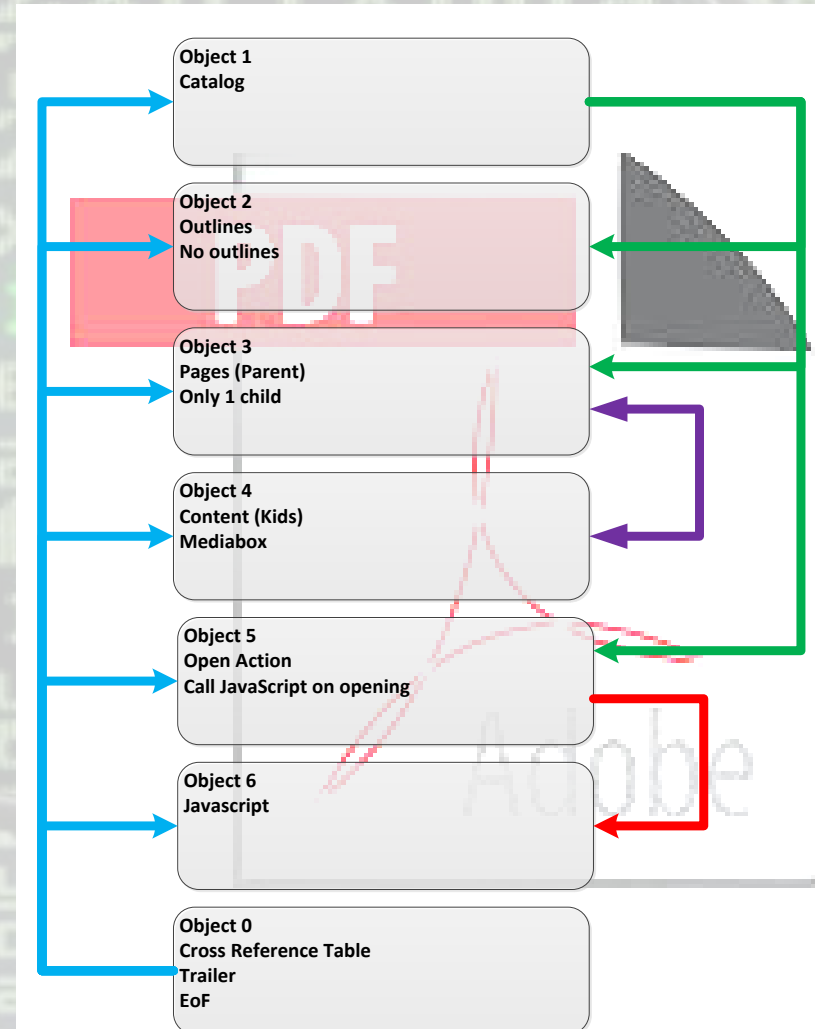 Object 1
Catalog
Object 2
Outlines
No outlines
PDF
Object 3
Pages (Parent)
Only 1 child
Object 4
Content (Kids)
Mediabox
Object 5
Open Action
Call JavaScript on opening
Adobe
Object 6
Javascript
Object 0
Cross Reference Table
Trailer
EoF